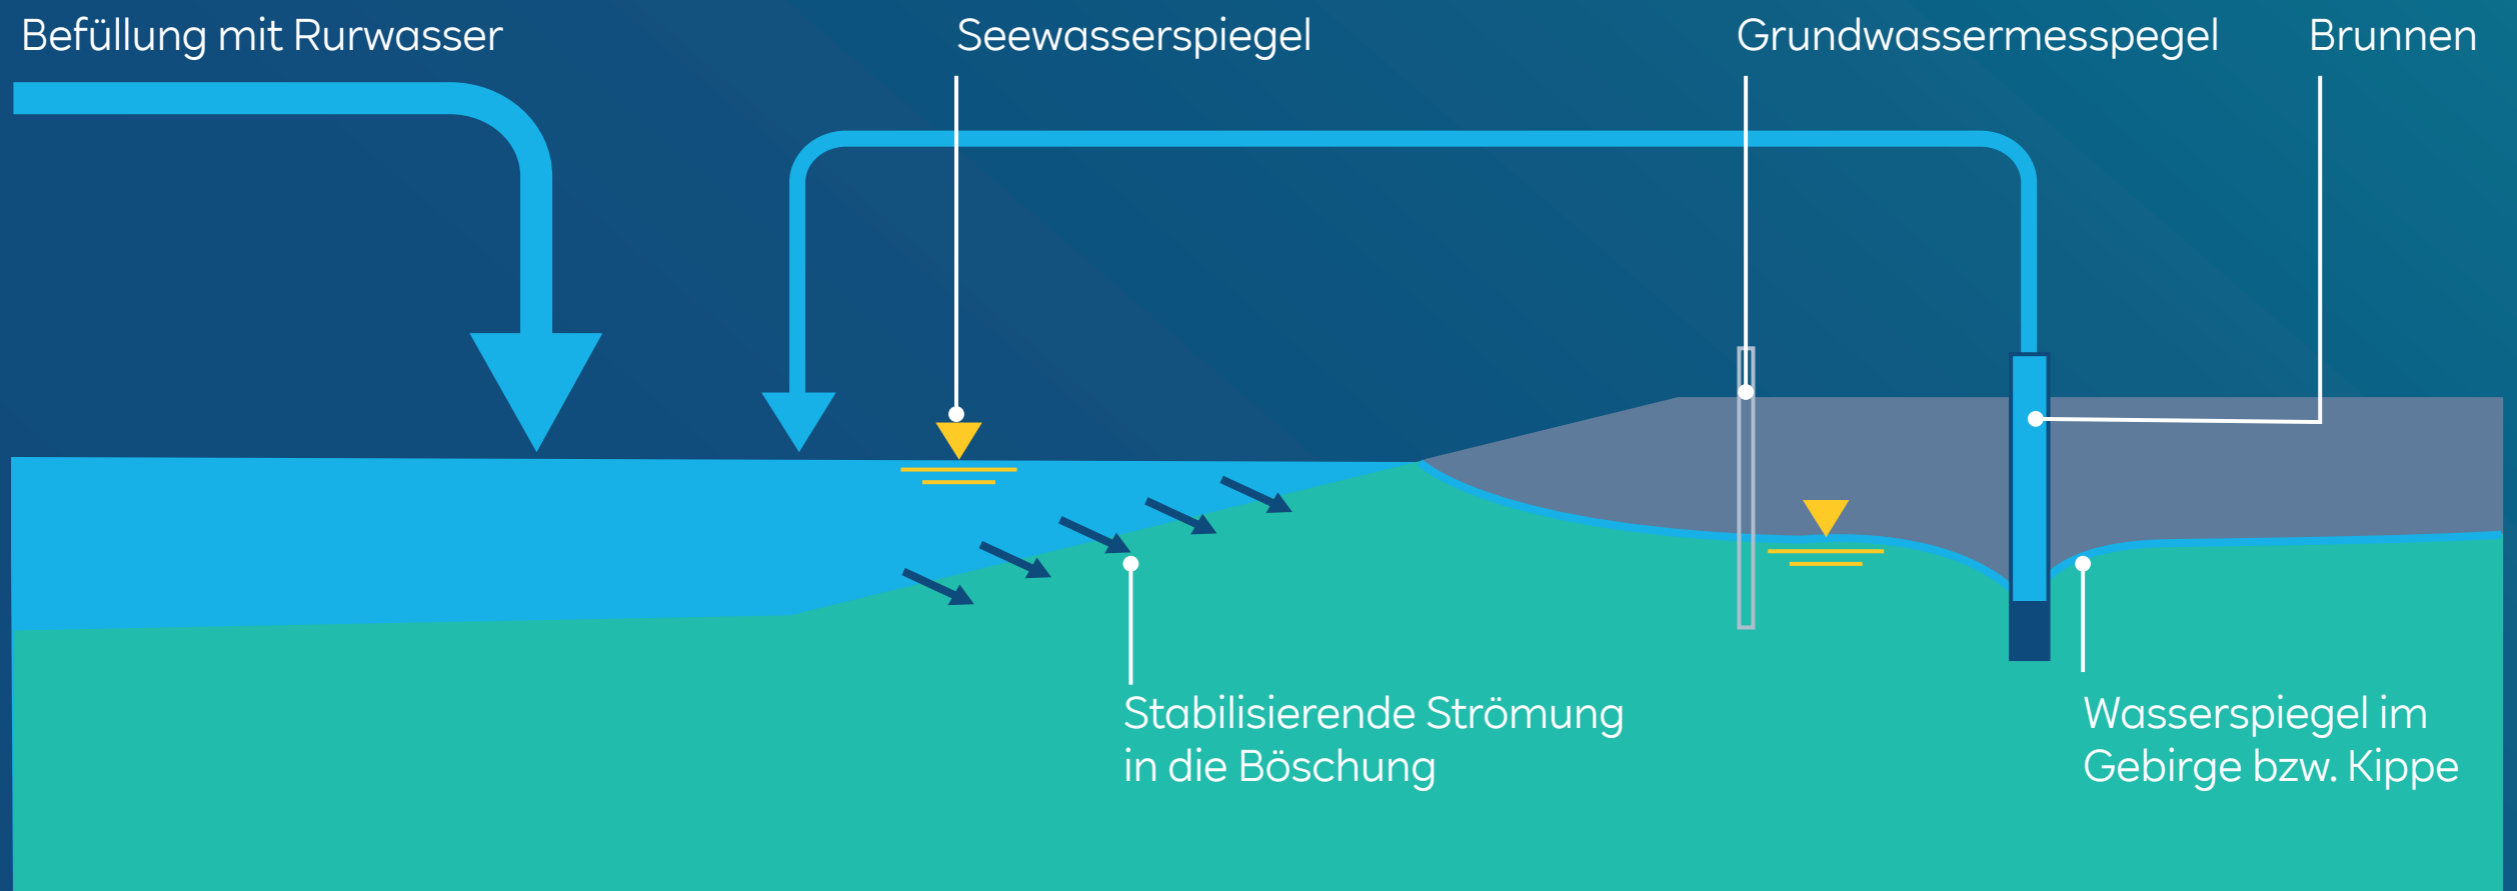 Befüllung mit Rurwasser
Seewasserspiegel
Grundwassermesspegel
Brunnen
Stabilisierende Strömung
in die Böschung
Wasserspiegel im
Gebirge bzw. Kippe